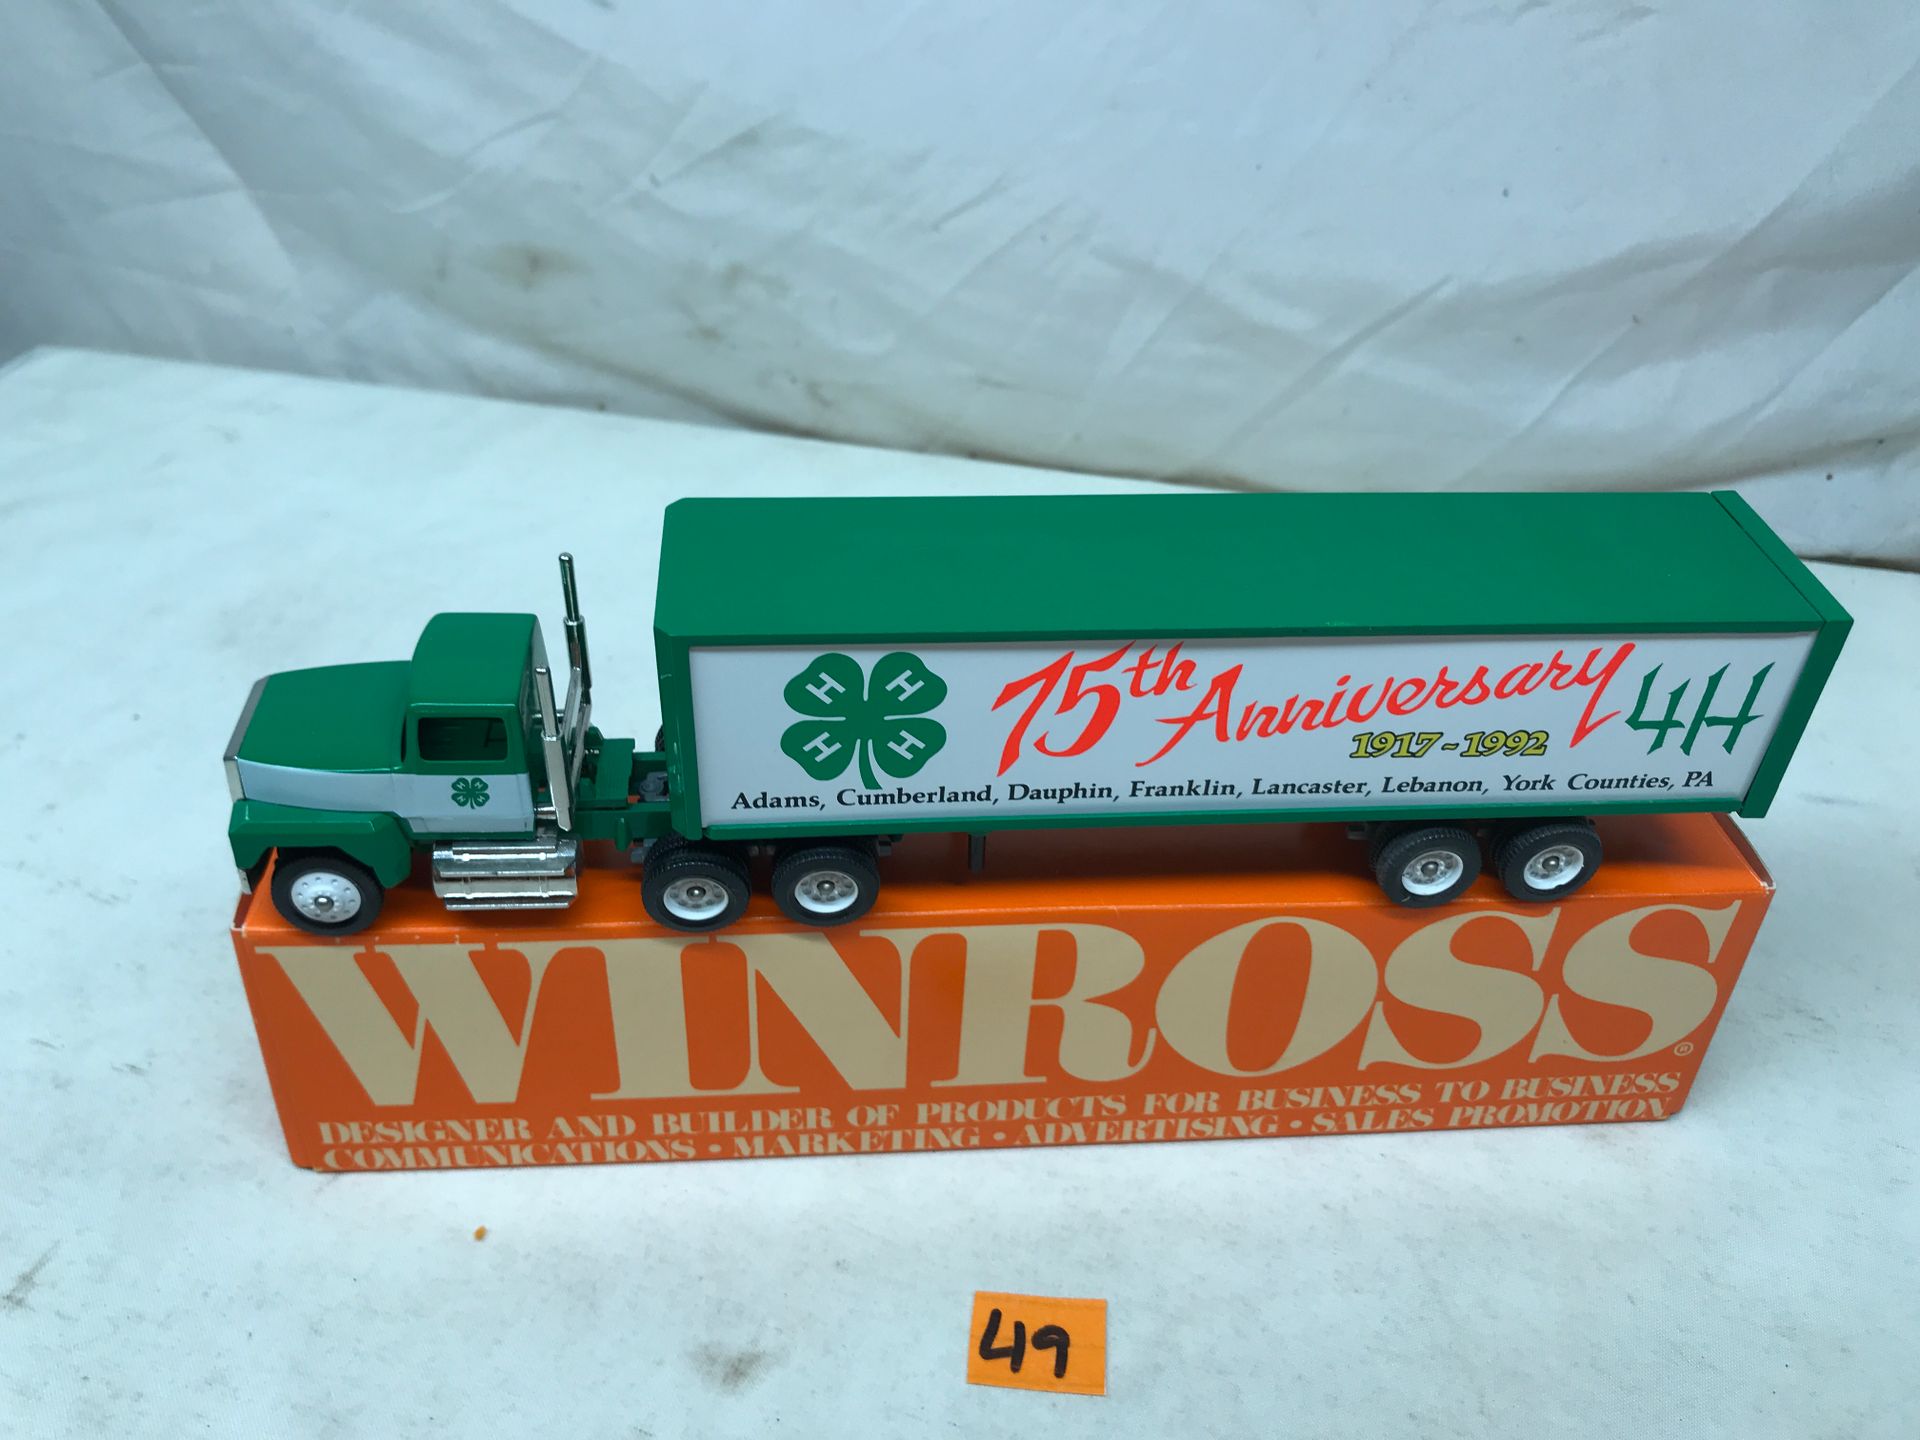 H H
H H
75th Anniversary 4H
1917~1992
Adams, Cumberland, Dauphin, Franklin, Lancaster, Lebanon, York Counties, PA
WINROSS®
DESIGNER AND BUILDER OF PRODUCTS FOR BUSINESS TO BUSINESS
COMMUNICATIONS • MARKETING • ADVERTISING • SALES PROMOTION
49